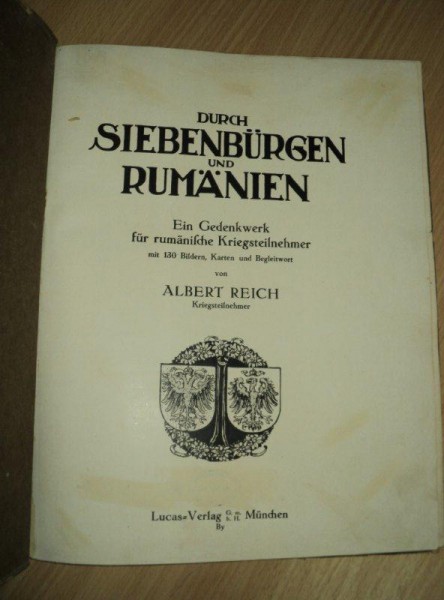 DURCH
SIEBENBÜRGEN
UND
RUMÄNIEN
Ein Gedenkwerk
für rumäniſche Kriegsteilnehmer
mit 130 Bildern, Karten und Begleitwort
von
ALBERT REICH
Kriegsteilnehmer
Lucas=Verlag G. m. b. H. München
By